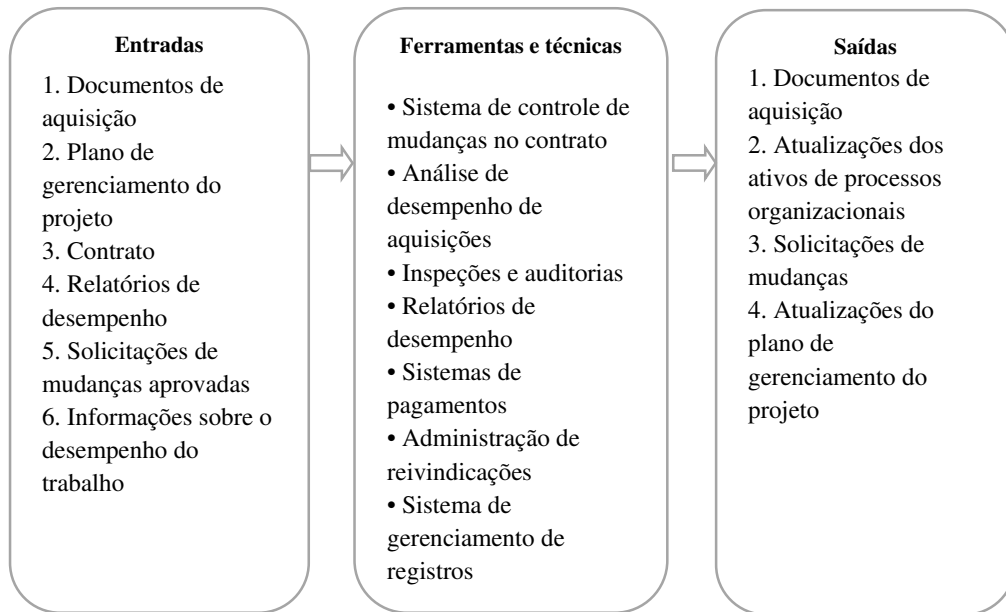 Entradas
1. Documentos de
aquisição
2. Plano de
gerenciamento do
projeto
3. Contrato
4. Relatórios de
desempenho
5. Solicitações de
mudanças aprovadas
6. Informações sobre o
desempenho do
trabalho
Ferramentas e técnicas
• Sistema de controle de
mudanças no contrato
• Análise de
desempenho de
aquisições
• Inspeções e auditorias
• Relatórios de
desempenho
• Sistemas de
pagamentos
• Administração de
reivindicações
• Sistema de
gerenciamento de
registros
Saídas
1. Documentos de
aquisição
2. Atualizações dos
ativos de processos
organizacionais
3. Solicitações de
mudanças
4. Atualizações do
plano de
gerenciamento do
projeto